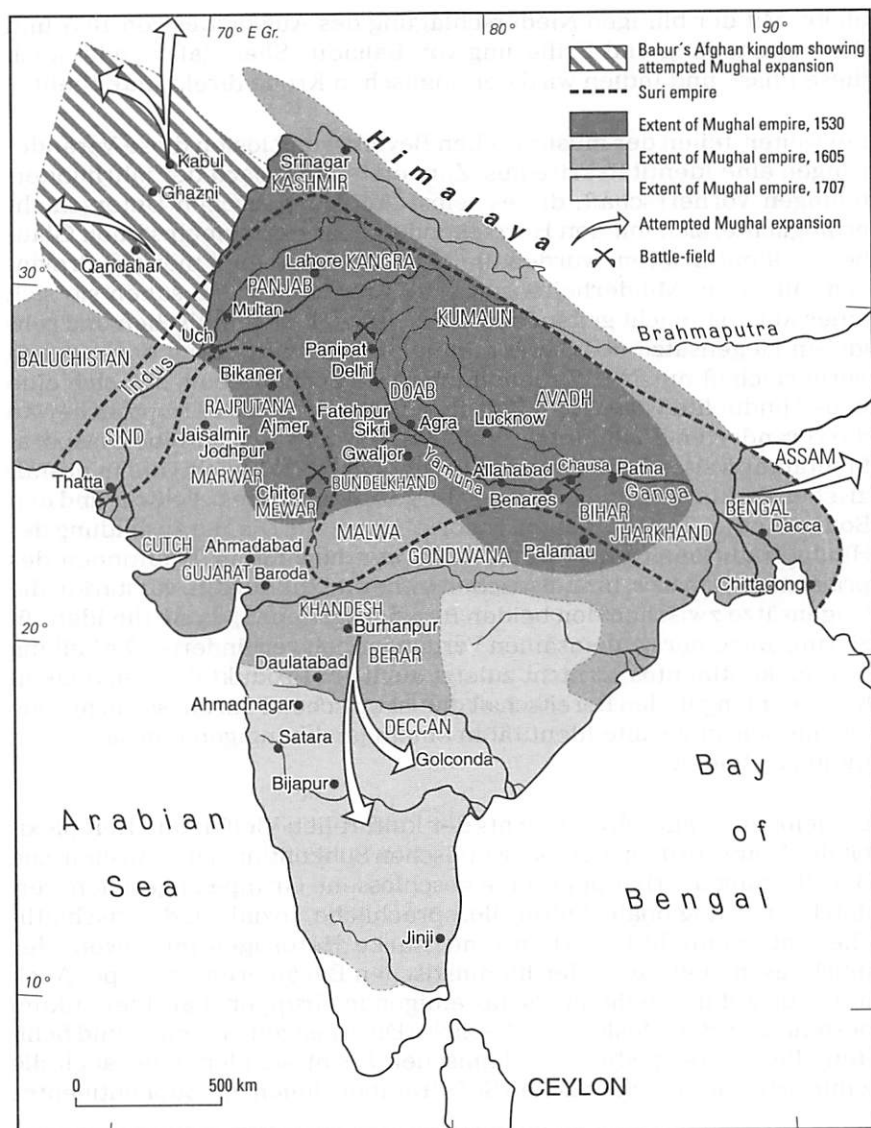 70° E Gr.
80°
90°
Babur's Afghan kingdom showing
attempted Mughal expansion
Suri empire
Extent of Mughal empire, 1530
Extent of Mughal empire, 1605
Extent of Mughal empire, 1707
Attempted Mughal expansion
Battle-field
Himalaya
Kabul
Ghazni
Qandahar
Srinagar
KASHMIR
30°
Lahore
KANGRA
PANJAB
Multan
Uch
KUMAUN
Brahmaputra
BALUCHISTAN
Indus
Panipat
Delhi
Bikaner
DOAB
AVADH
RAJPUTANA
Fatehpur
Sikri
Agra
Lucknow
SIND
Jaisalmir
Ajmer
Jodhpur
Gwaljor
Yamuna
Allahabad
Chausa
Patna
ASSAM
Thatta
MARWAR
Chitor
MEWAR
BUNDELKHAND
Benares
Ganga
BENGAL
BIHAR
Dacca
CUTCH
Ahmadabad
MALWA
JHARKHAND
GONDWANA
Palamau
GUJARAT
Baroda
Chittagong
20°
KHANDESH
Burhanpur
BERAR
Daulatabad
Ahmadnagar
DECCAN
Satara
Golconda
Bijapur
Arabian
Sea
Bay
of
Bengal
Jinji
10°
0 500 km
CEYLON